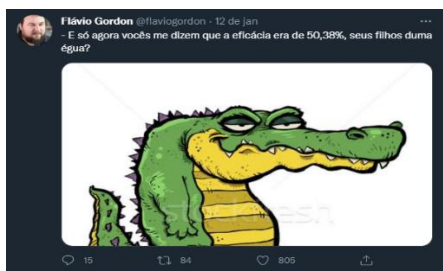 Flávio Gordon @flaviogordon · 12 de jan ...
- E só agora vocês me dizem que a eficácia era de 50,38%, seus filhos duma
égua?
15 84 805